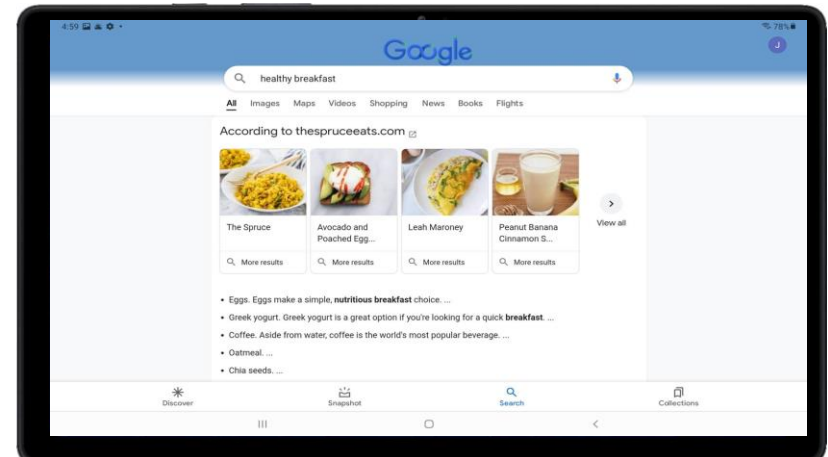 4:59
78%
Google
J
healthy breakfast
All Images Maps Videos Shopping News Books Flights
According to thespruceeats.com
The Spruce
More results
Avocado and
Poached Egg...
More results
Leah Maroney
More results
Peanut Banana
Cinnamon S...
More results
View all
• Eggs. Eggs make a simple, nutritious breakfast choice. ...
• Greek yogurt. Greek yogurt is a great option if you're looking for a quick breakfast. ...
• Coffee. Aside from water, coffee is the world's most popular beverage. ...
• Oatmeal. ...
• Chia seeds. ...
Discover Snapshot Search Collections